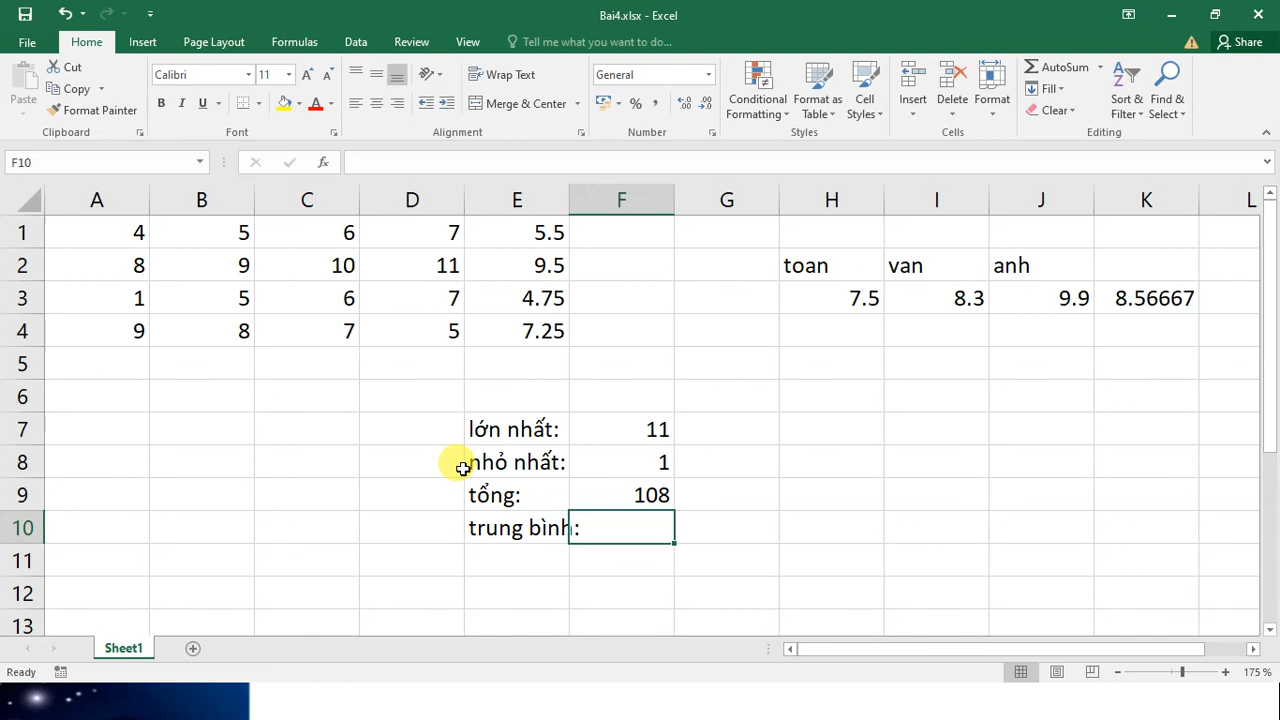 Bai4.xlsx - Excel
File Home Insert Page Layout Formulas Data Review View Tell me what you want to do... Share
Paste
Cut
Copy
Format Painter
Calibri 11
B I U
Wrap Text
Merge & Center
General
Conditional Formatting
Format as Table
Cell Styles
Insert
Delete
Format
AutoSum
Fill
Clear
Sort & Filter
Find & Select
Clipboard Font Alignment Number Styles Cells Editing
F10 fx
A B C D E F G H I J K L
1 4 5 6 7 5.5
2 8 9 10 11 9.5 toan van anh
3 1 5 6 7 4.75 7.5 8.3 9.9 8.56667
4 9 8 7 5 7.25
5
6
7 lớn nhất: 11
8 nhỏ nhất: 1
9 tổng: 108
10 trung bình:
11
12
13
Sheet1
Ready 175 %